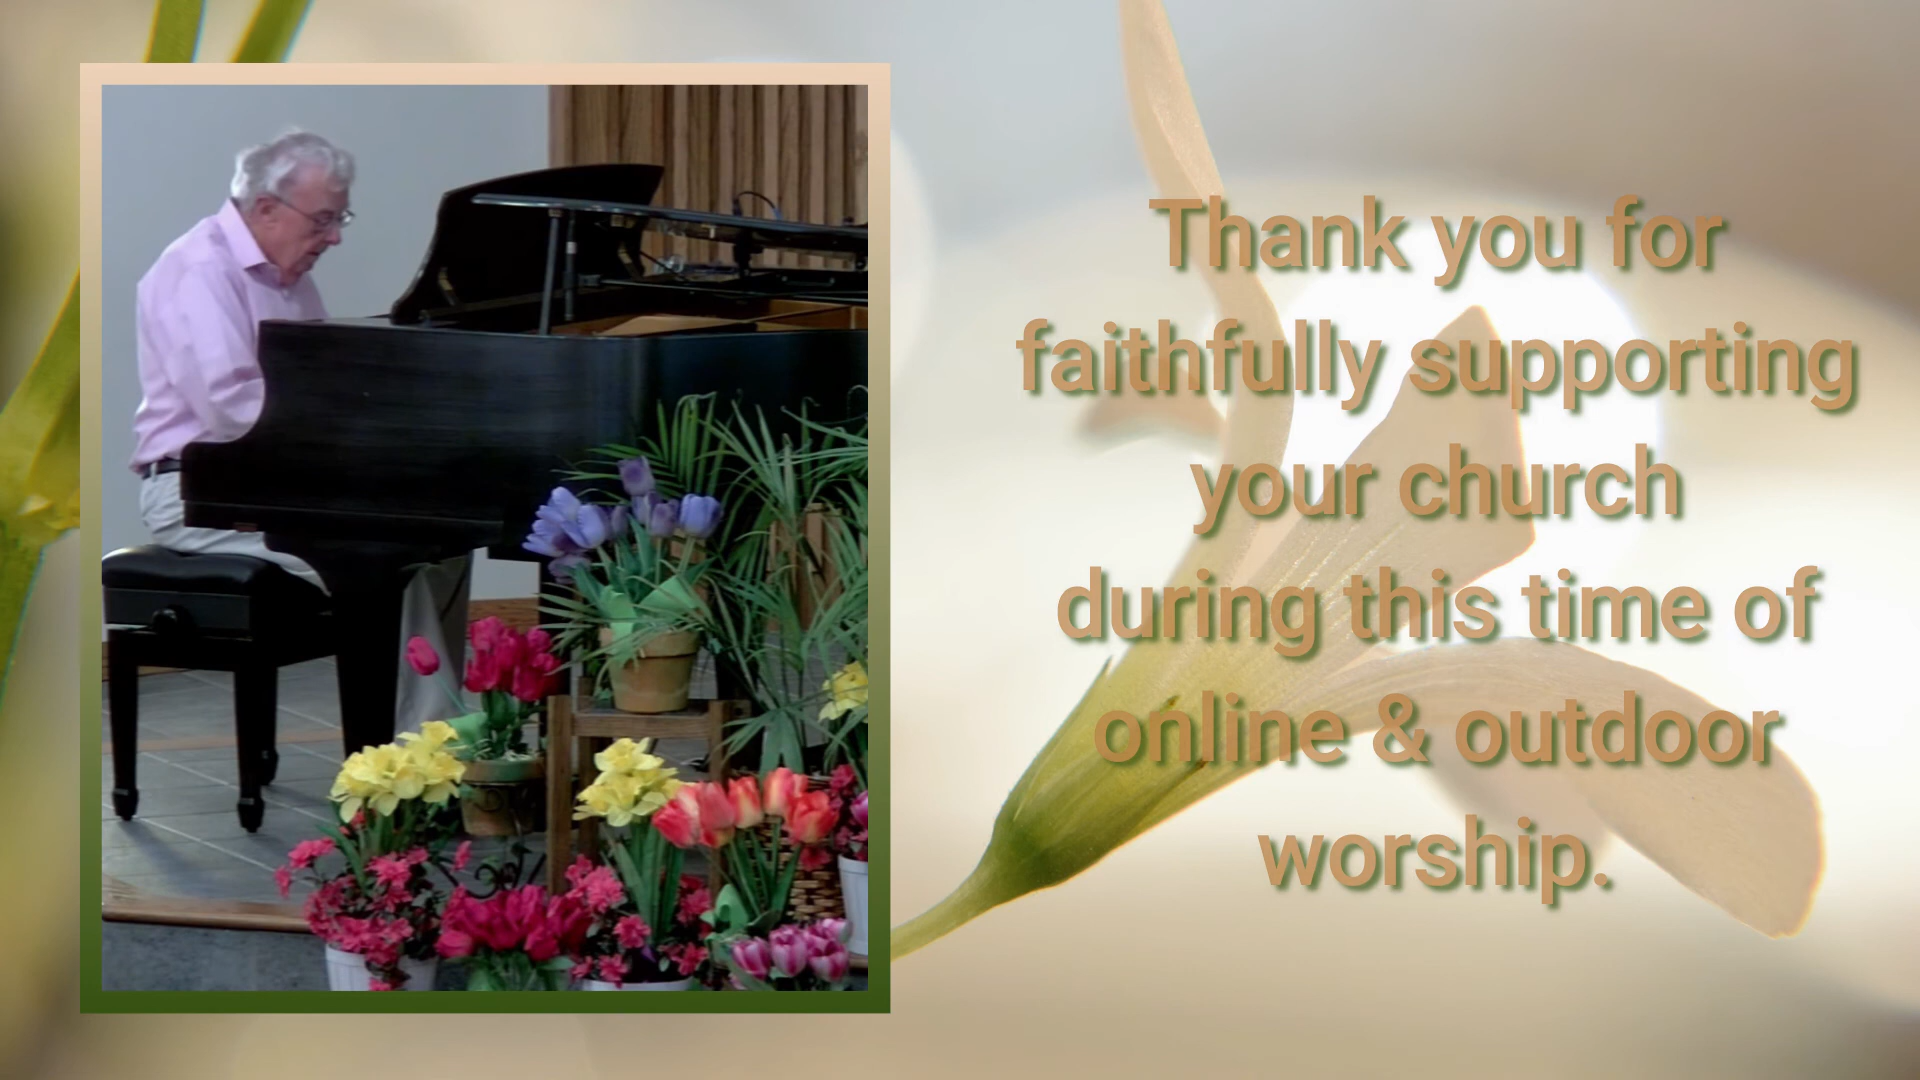 Thank you for
faithfully supporting
your church
during this time of
online & outdoor
worship.